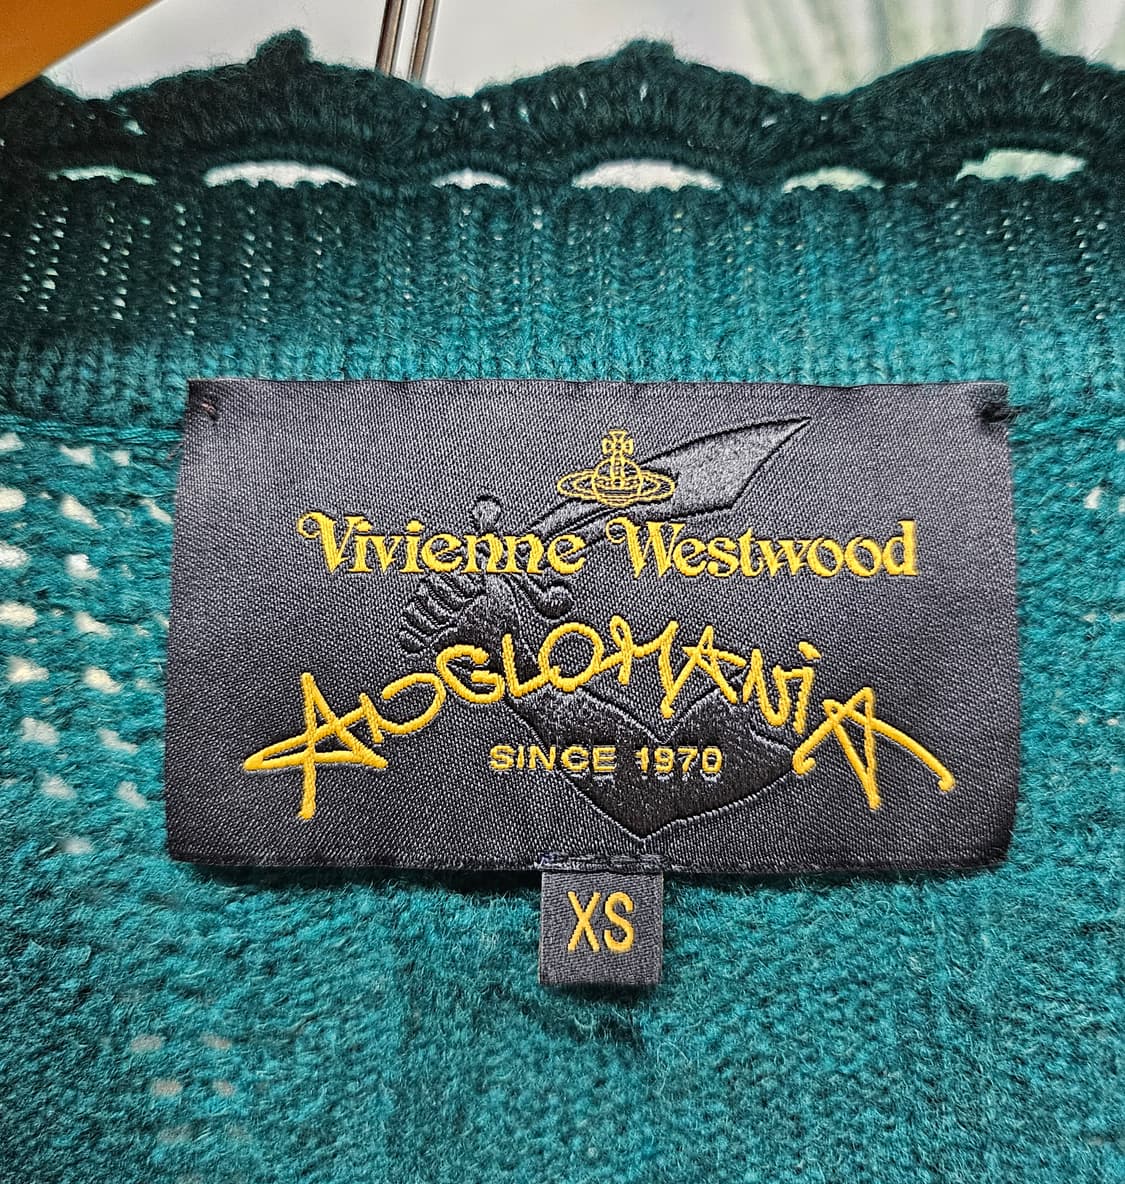 Vivienne Westwood
ANGLOMANiA
SINCE 1970
XS